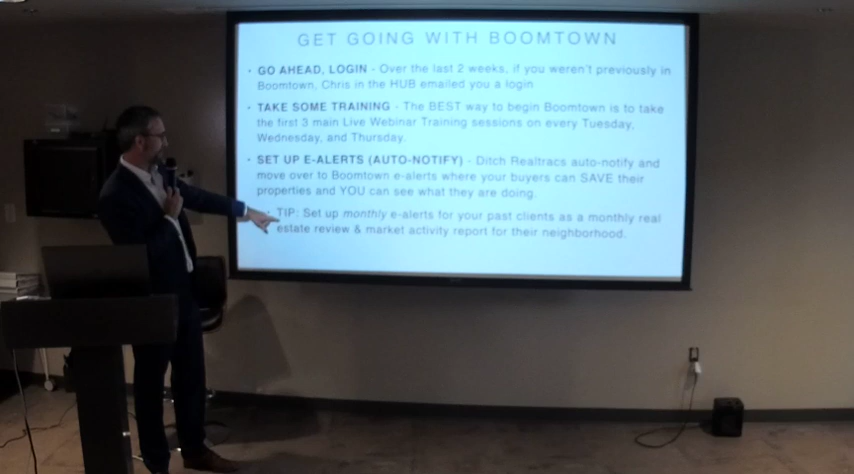 GET GOING WITH BOOMTOWN
· GO AHEAD, LOGIN - Over the last 2 weeks, if you weren't previously in
Boomtown, Chris in the HUB emailed you a login
· TAKE SOME TRAINING - The BEST way to begin Boomtown is to take
the first 3 main Live Webinar Training sessions on every Tuesday,
Wednesday, and Thursday.
· SET UP E-ALERTS (AUTO-NOTIFY) - Ditch Realtracs auto-notify and
move over to Boomtown e-alerts where your buyers can SAVE their
properties and YOU can see what they are doing.
· TIP: Set up monthly e-alerts for your past clients as a monthly real
estate review & market activity report for their neighborhood.